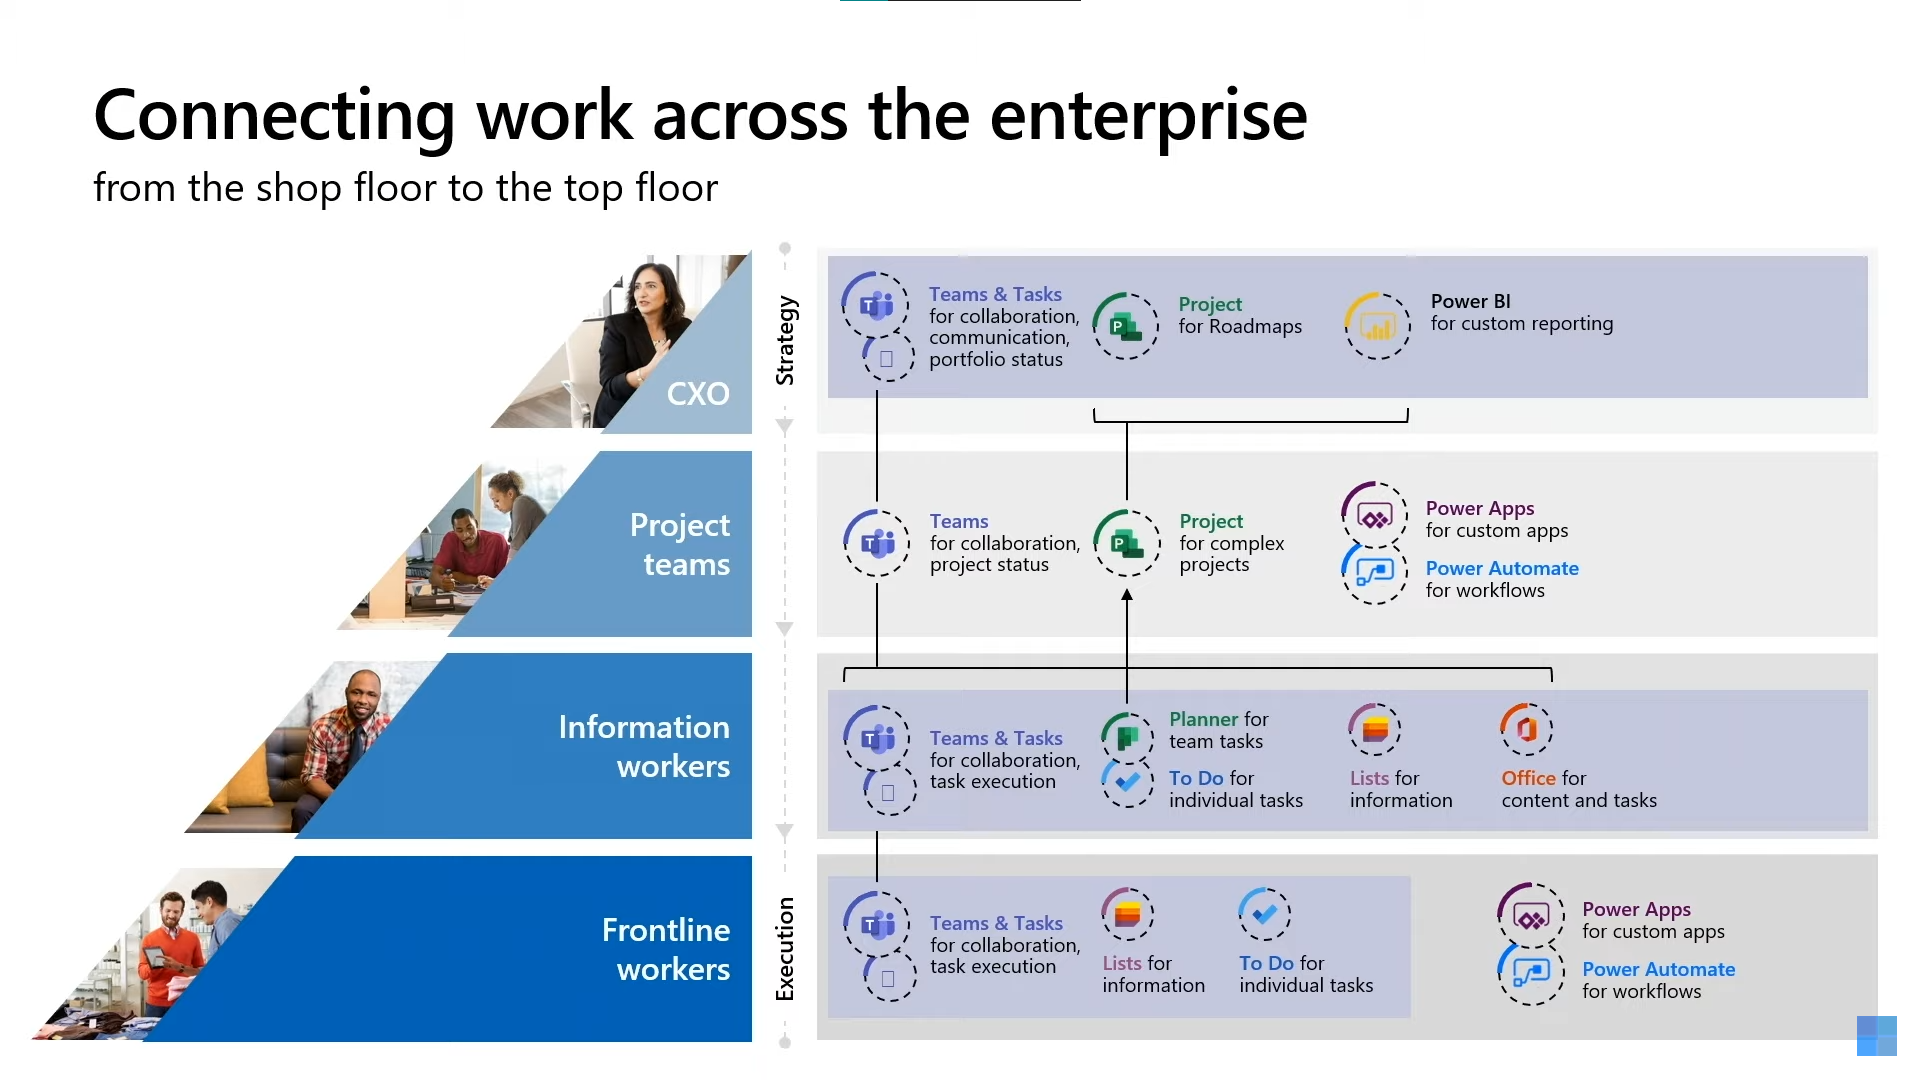 Connecting work across the enterprise
from the shop floor to the top floor
Strategy
CXO
Teams & Tasks
for collaboration,
communication,
portfolio status
Project
for Roadmaps
Power BI
for custom reporting
Project
teams
Teams
for collaboration,
project status
Project
for complex
projects
Power Apps
for custom apps
Power Automate
for workflows
Information
workers
Teams & Tasks
for collaboration,
task execution
Planner for
team tasks
To Do for
individual tasks
Lists for
information
Office for
content and tasks
Execution
Frontline
workers
Teams & Tasks
for collaboration,
task execution
Lists for
information
To Do for
individual tasks
Power Apps
for custom apps
Power Automate
for workflows